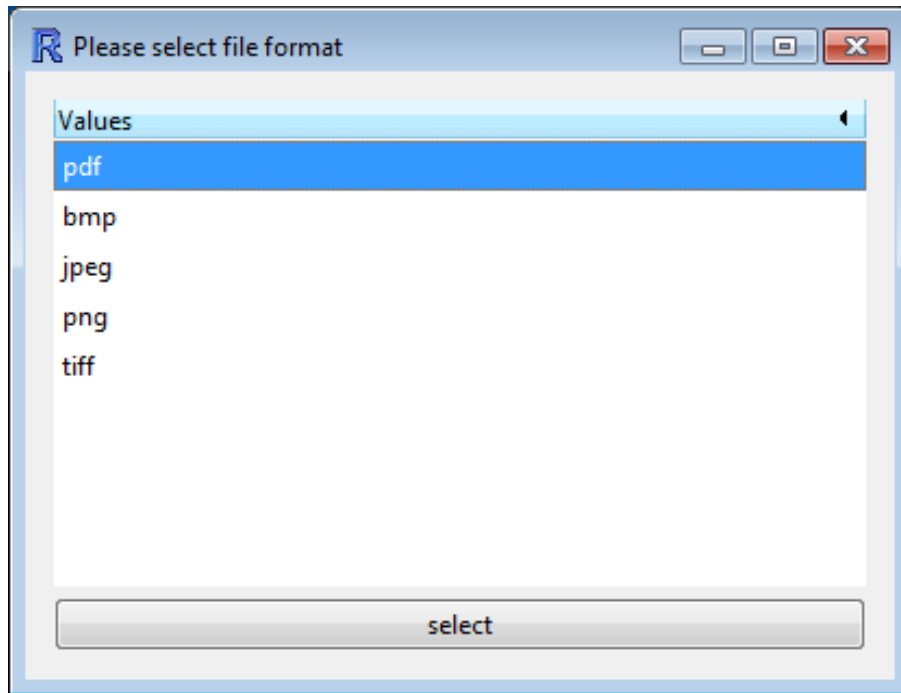 Please select file format
Values
pdf
bmp
jpeg
png
tiff
select